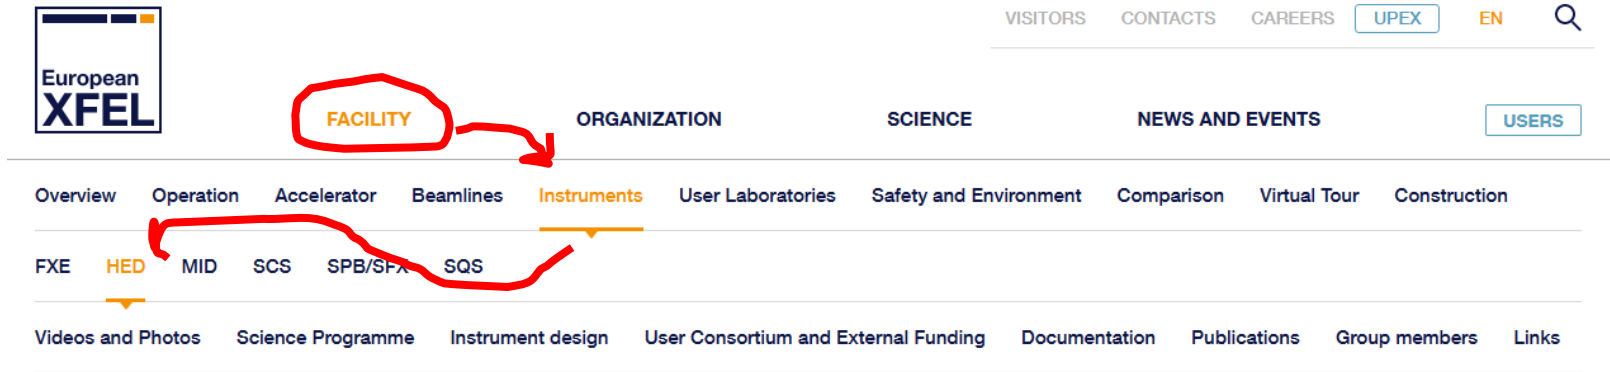 VISITORS CONTACTS CAREERS UPEX EN
European
XFEL
FACILITY ORGANIZATION SCIENCE NEWS AND EVENTS USERS
Overview Operation Accelerator Beamlines Instruments User Laboratories Safety and Environment Comparison Virtual Tour Construction
FXE HED MID SCS SPB/SFX SQS
Videos and Photos Science Programme Instrument design User Consortium and External Funding Documentation Publications Group members Links